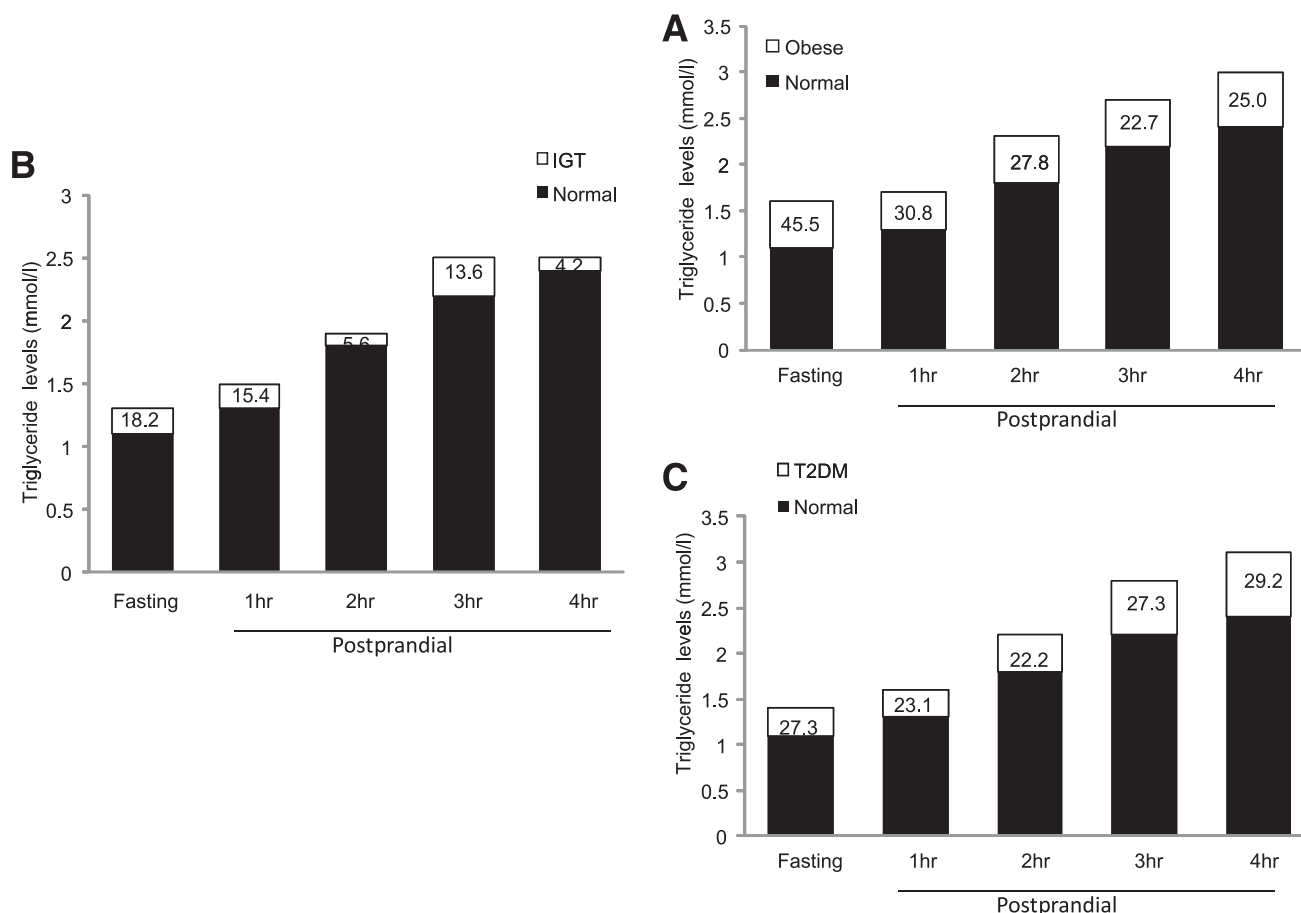 A
Obese
Normal
Triglyceride levels (mmol/l)
3.5
3
2.5
2
1.5
1
0.5
0
45.5
30.8
27.8
22.7
25.0
Fasting 1hr 2hr 3hr 4hr
Postprandial
B
IGT
Normal
Triglyceride levels (mmol/l)
3
2.5
2
1.5
1
0.5
0
18.2
15.4
5.6
13.6
4.2
Fasting 1hr 2hr 3hr 4hr
Postprandial
C
T2DM
Normal
Triglyceride levels (mmol/l)
3.5
3
2.5
2
1.5
1
0.5
0
27.3
23.1
22.2
27.3
29.2
Fasting 1hr 2hr 3hr 4hr
Postprandial